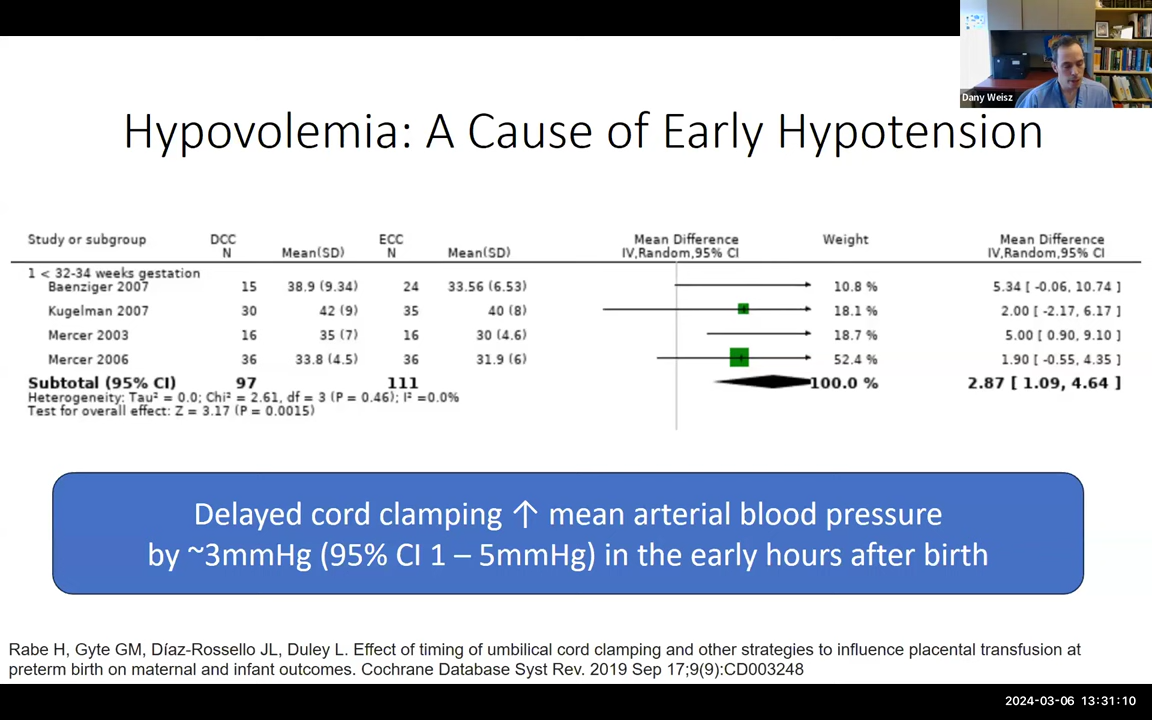 Dany Weisz
Hypovolemia: A Cause of Early Hypotension
Study or subgroup DCC ECC Mean Difference Weight Mean Difference
N Mean(SD) N Mean(SD) IV,Random,95% CI IV,Random,95% CI
1 < 32-34 weeks gestation
Baenziger 2007 15 38.9 (9.34) 24 33.56 (6.53) 10.8 % 5.34 [ -0.06, 10.74 ]
Kugelman 2007 30 42 (9) 35 40 (8) 18.1 % 2.00 [ -2.17, 6.17 ]
Mercer 2003 16 35 (7) 16 30 (4.6) 18.7 % 5.00 [ 0.90, 9.10 ]
Mercer 2006 36 33.8 (4.5) 36 31.9 (6) 52.4 % 1.90 [ -0.55, 4.35 ]
Subtotal (95% CI) 97 111 100.0 % 2.87 [ 1.09, 4.64 ]
Heterogeneity: Tau² = 0.0; Chi² = 2.61, df = 3 (P = 0.46); I² =0.0%
Test for overall effect: Z = 3.17 (P = 0.0015)
Delayed cord clamping ↑ mean arterial blood pressure
by ~3mmHg (95% CI 1 – 5mmHg) in the early hours after birth
Rabe H, Gyte GM, Díaz-Rossello JL, Duley L. Effect of timing of umbilical cord clamping and other strategies to influence placental transfusion at
preterm birth on maternal and infant outcomes. Cochrane Database Syst Rev. 2019 Sep 17;9(9):CD003248
2024-03-06 13:31:10